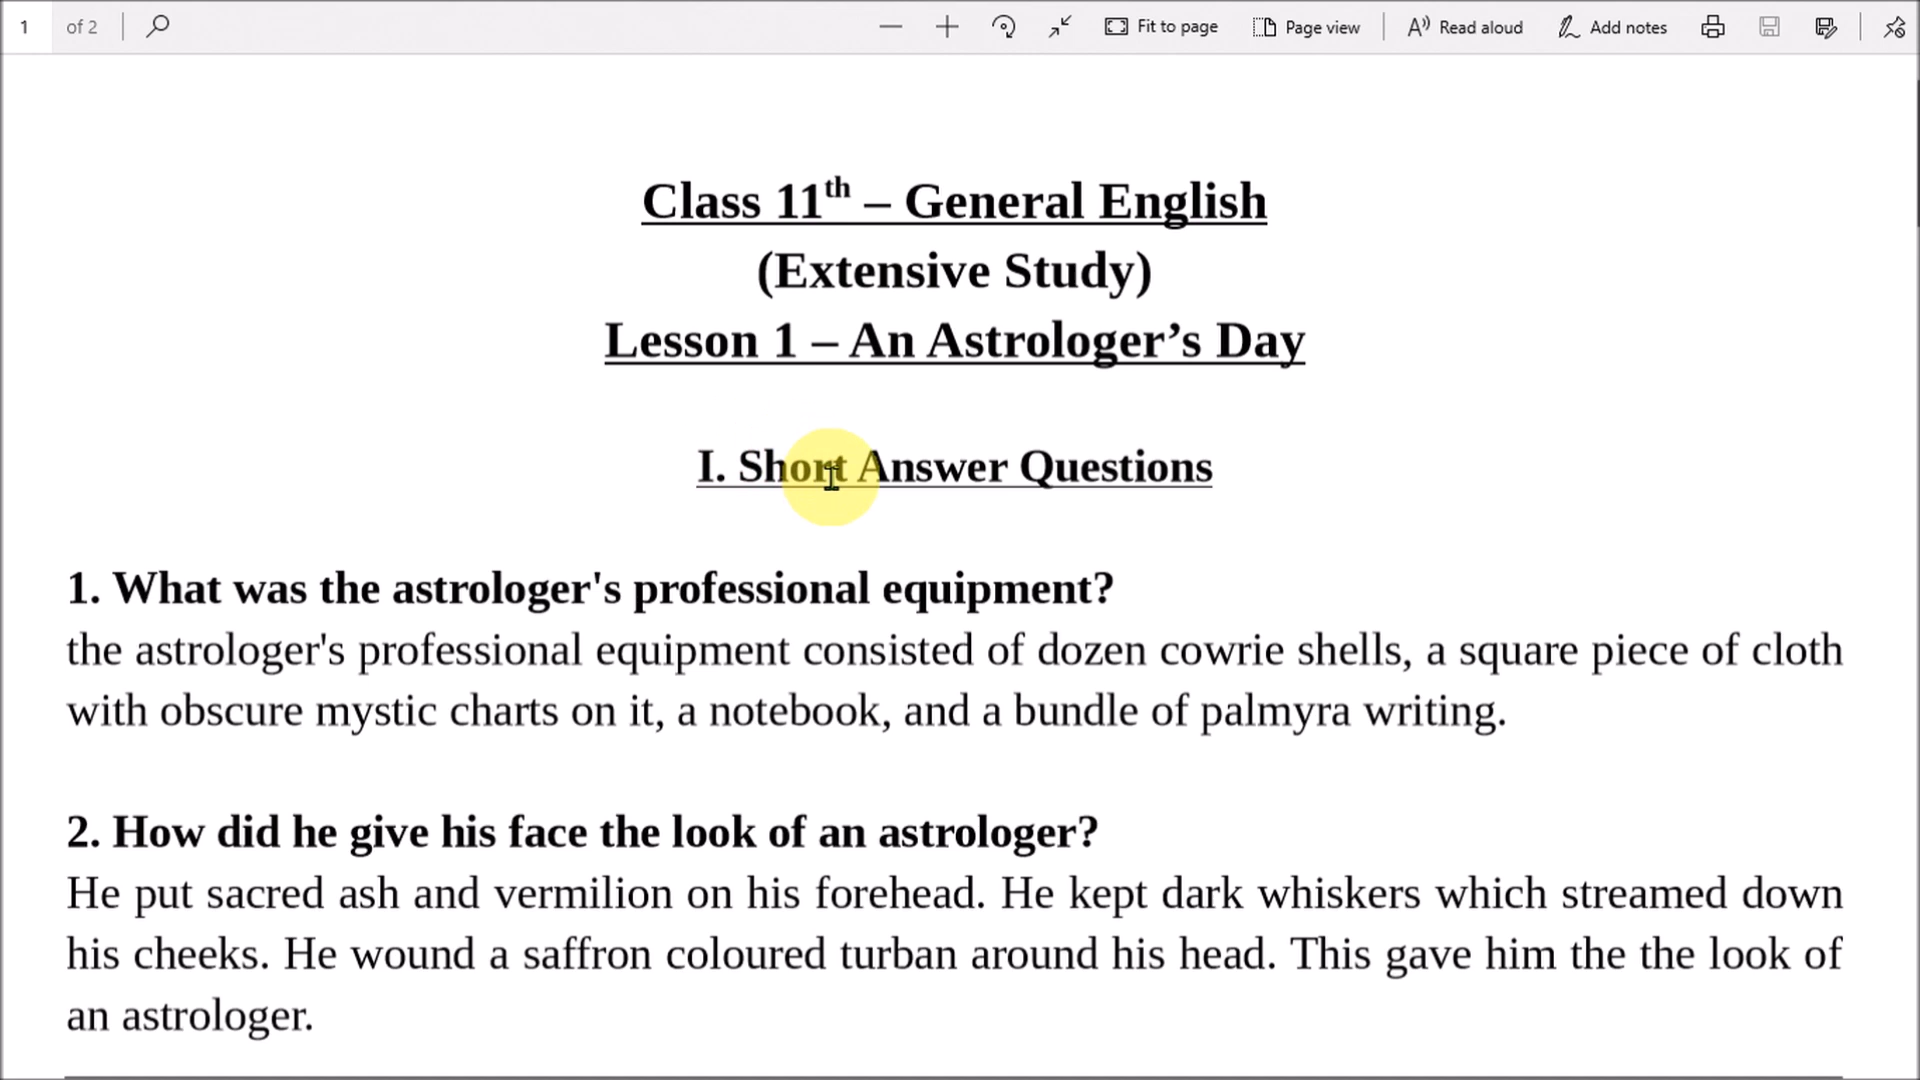 1 of 2 Fit to page Page view Read aloud Add notes
Class 11th – General English
(Extensive Study)
Lesson 1 – An Astrologer’s Day
I. Short Answer Questions
1. What was the astrologer's professional equipment?
the astrologer's professional equipment consisted of dozen cowrie shells, a square piece of cloth
with obscure mystic charts on it, a notebook, and a bundle of palmyra writing.
2. How did he give his face the look of an astrologer?
He put sacred ash and vermilion on his forehead. He kept dark whiskers which streamed down
his cheeks. He wound a saffron coloured turban around his head. This gave him the the look of
an astrologer.